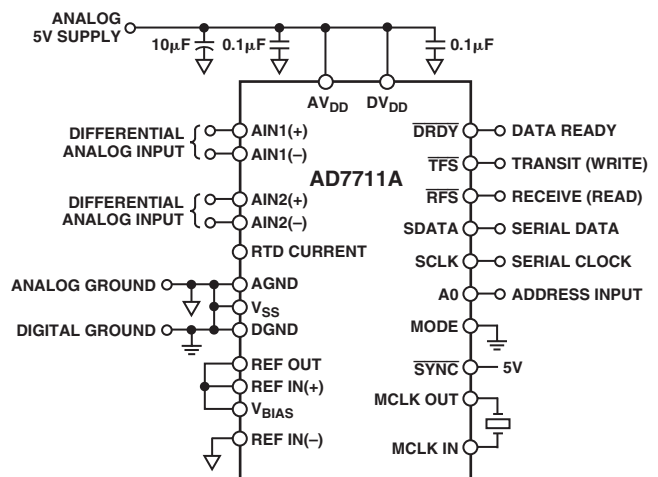 ANALOG
5V SUPPLY
10μF
0.1μF
0.1μF
AVDD
DVDD
DIFFERENTIAL
ANALOG INPUT
AIN1(+)
AIN1(–)
DRDY
DATA READY
TFS
TRANSIT (WRITE)
AD7711A
DIFFERENTIAL
ANALOG INPUT
AIN2(+)
AIN2(–)
RFS
RECEIVE (READ)
SDATA
SERIAL DATA
RTD CURRENT
SCLK
SERIAL CLOCK
ANALOG GROUND
AGND
A0
ADDRESS INPUT
VSS
DIGITAL GROUND
DGND
MODE
REF OUT
SYNC
5V
REF IN(+)
VBIAS
MCLK OUT
REF IN(–)
MCLK IN